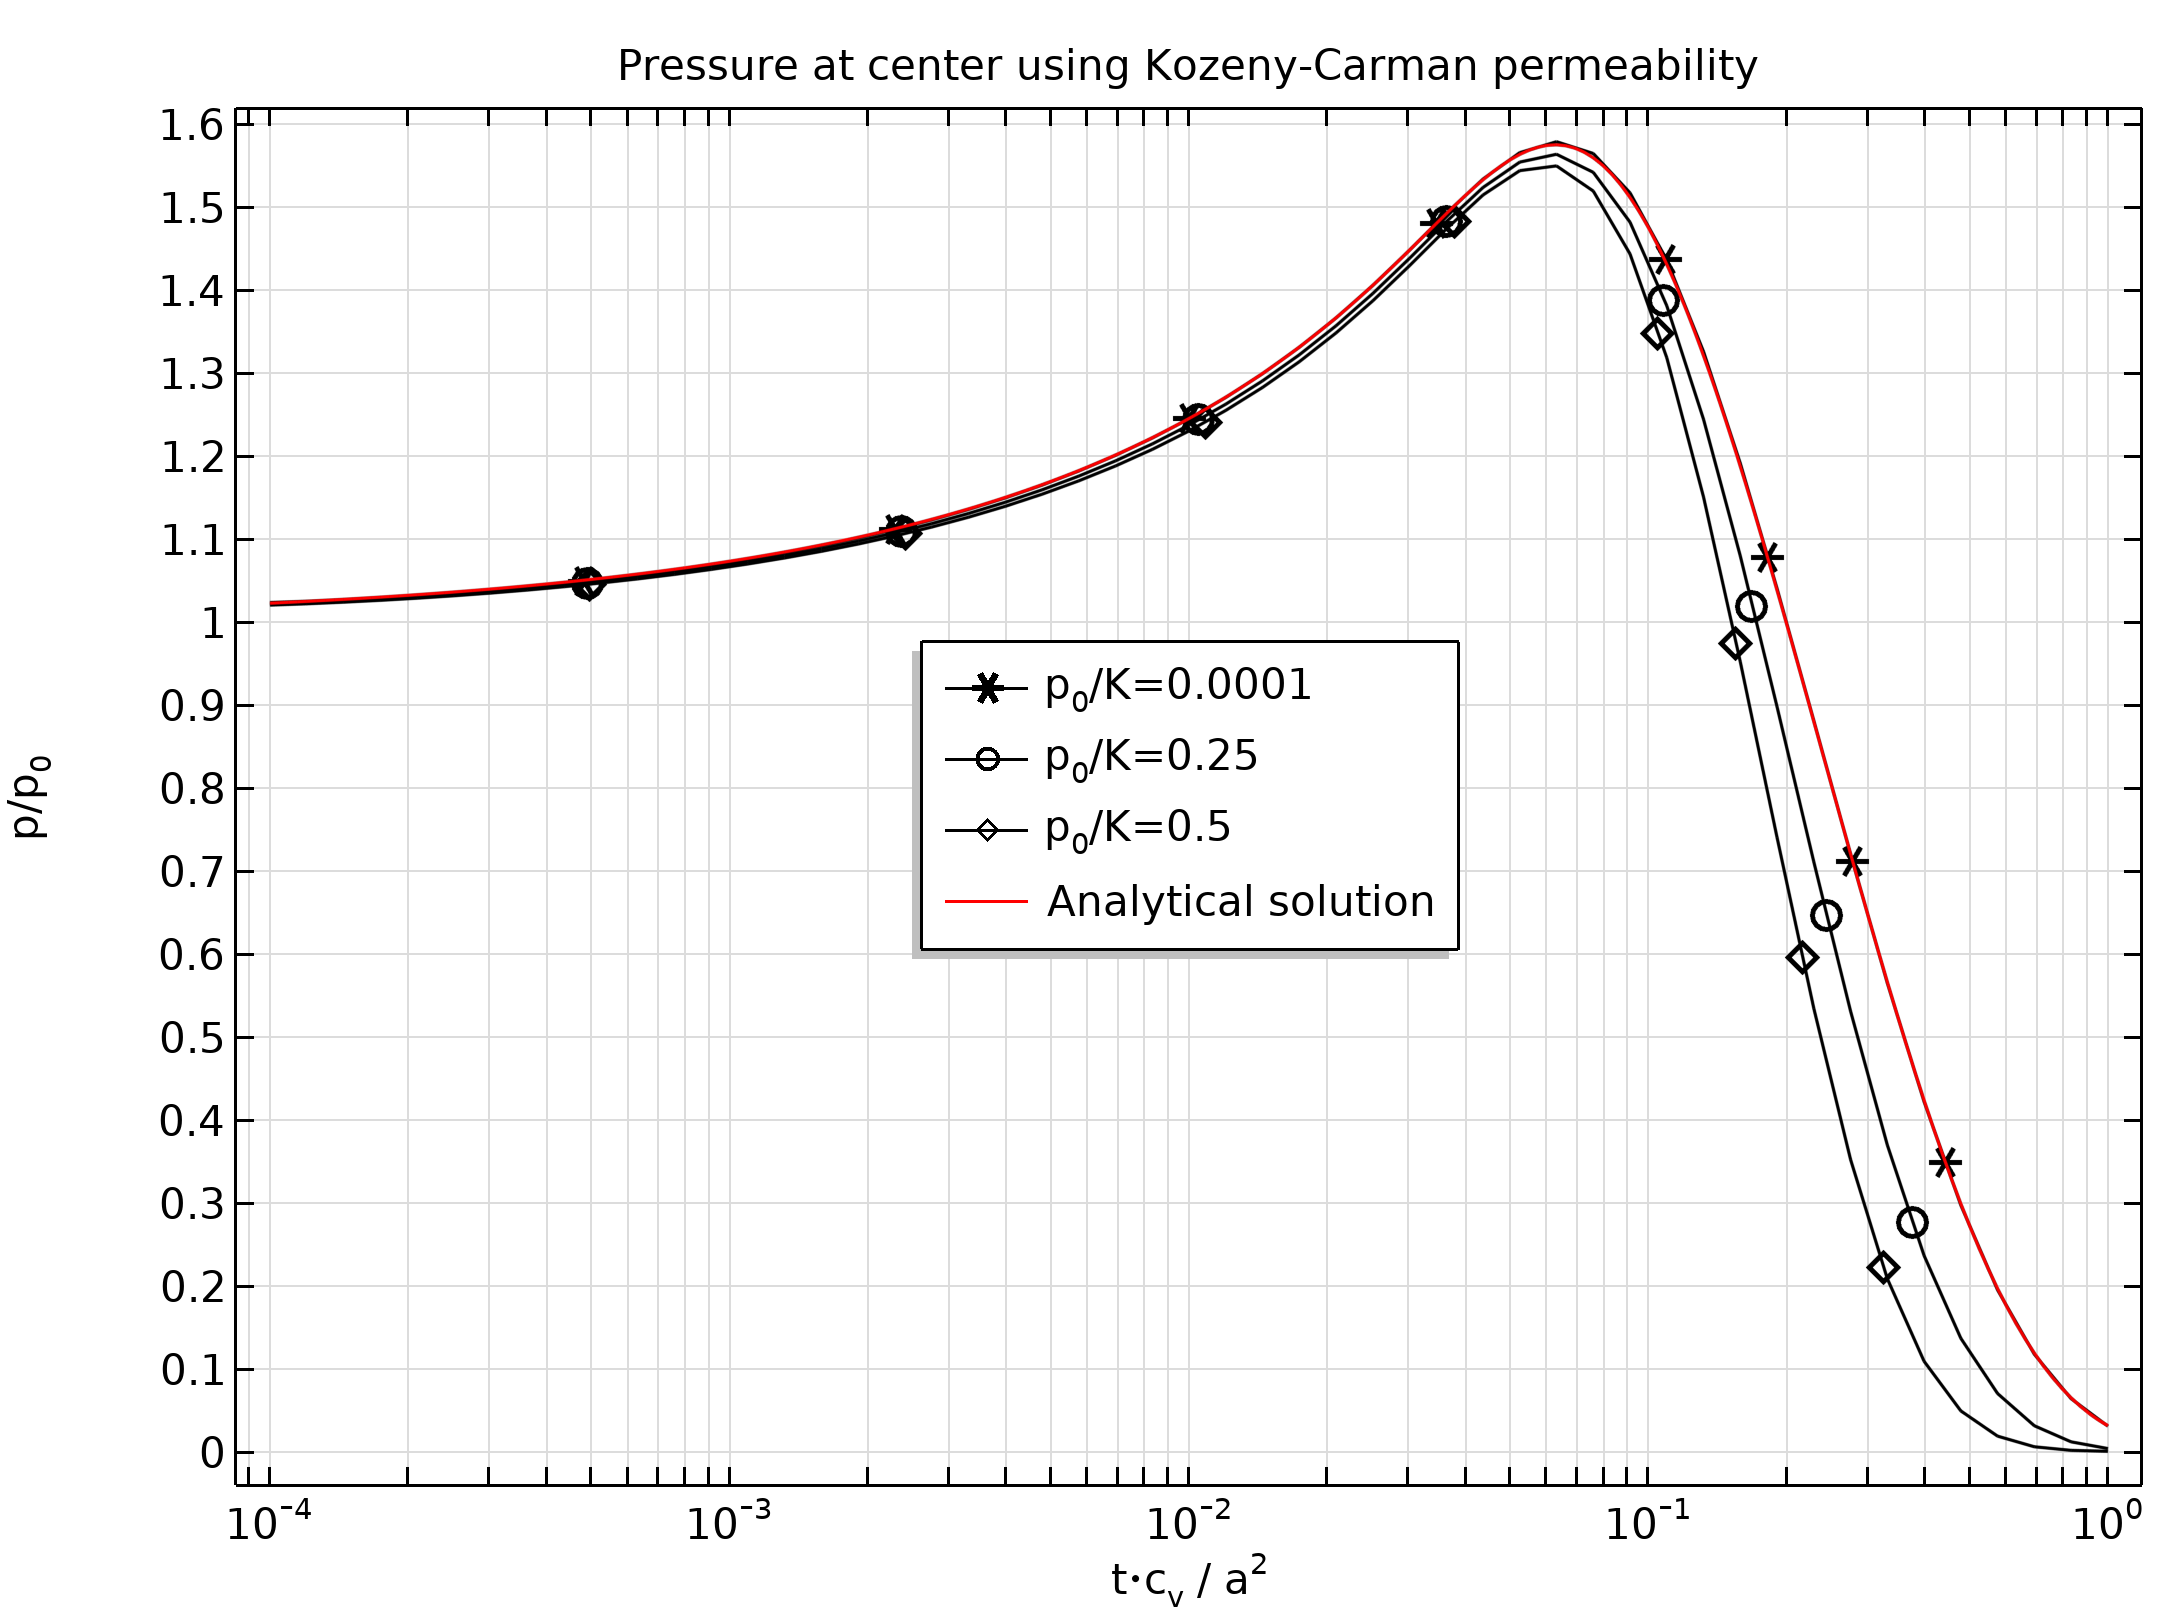 Pressure at center using Kozeny-Carman permeability
1.6
1.5
1.4
1.3
1.2
1.1
1
0.9
0.8
0.7
0.6
0.5
0.4
0.3
0.2
0.1
0
p/p₀
p₀/K=0.0001
p₀/K=0.25
p₀/K=0.5
Analytical solution
10⁻⁴ 10⁻³ 10⁻² 10⁻¹ 10⁰
t·cᵥ / a²